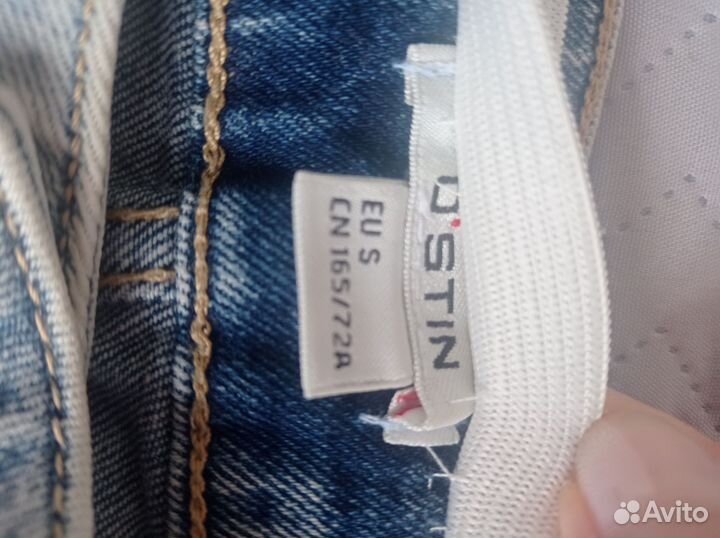 EU S
CN 165/72A
O'STIN
Avito